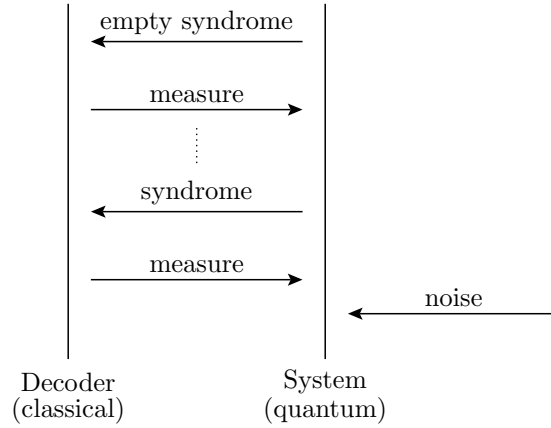 empty syndrome
measure
syndrome
measure
noise
Decoder
(classical)
System
(quantum)